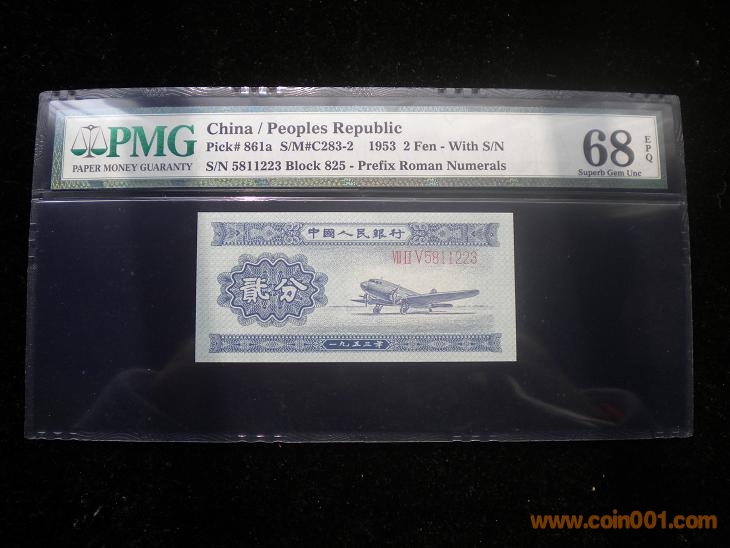 PMG
PAPER MONEY GUARANTY
China / Peoples Republic
Pick# 861a S/M#C283-2 1953 2 Fen - With S/N
S/N 5811223 Block 825 - Prefix Roman Numerals
68
EPQ
Superb Gem Unc
中國人民銀行
ⅧⅡⅤ5811223
貳分
一九五三年
www.coin001.com